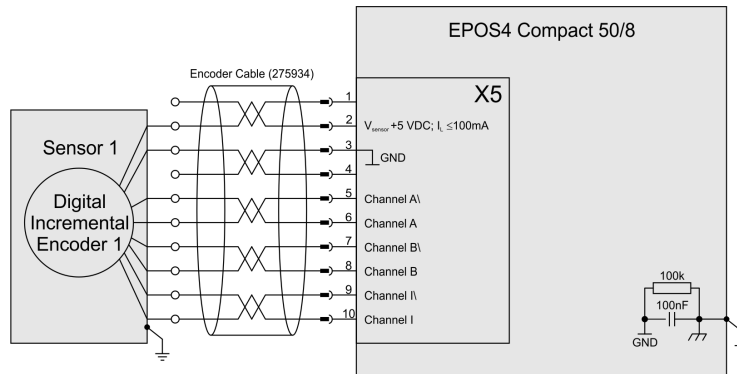 EPOS4 Compact 50/8
Encoder Cable (275934)
X5
1
2
Vsensor +5 VDC; IL ≤100mA
3
GND
4
5
Channel A\
6
Channel A
7
Channel B\
8
Channel B
9
Channel I\
10
Channel I
Sensor 1
Digital
Incremental
Encoder 1
100k
100nF
GND